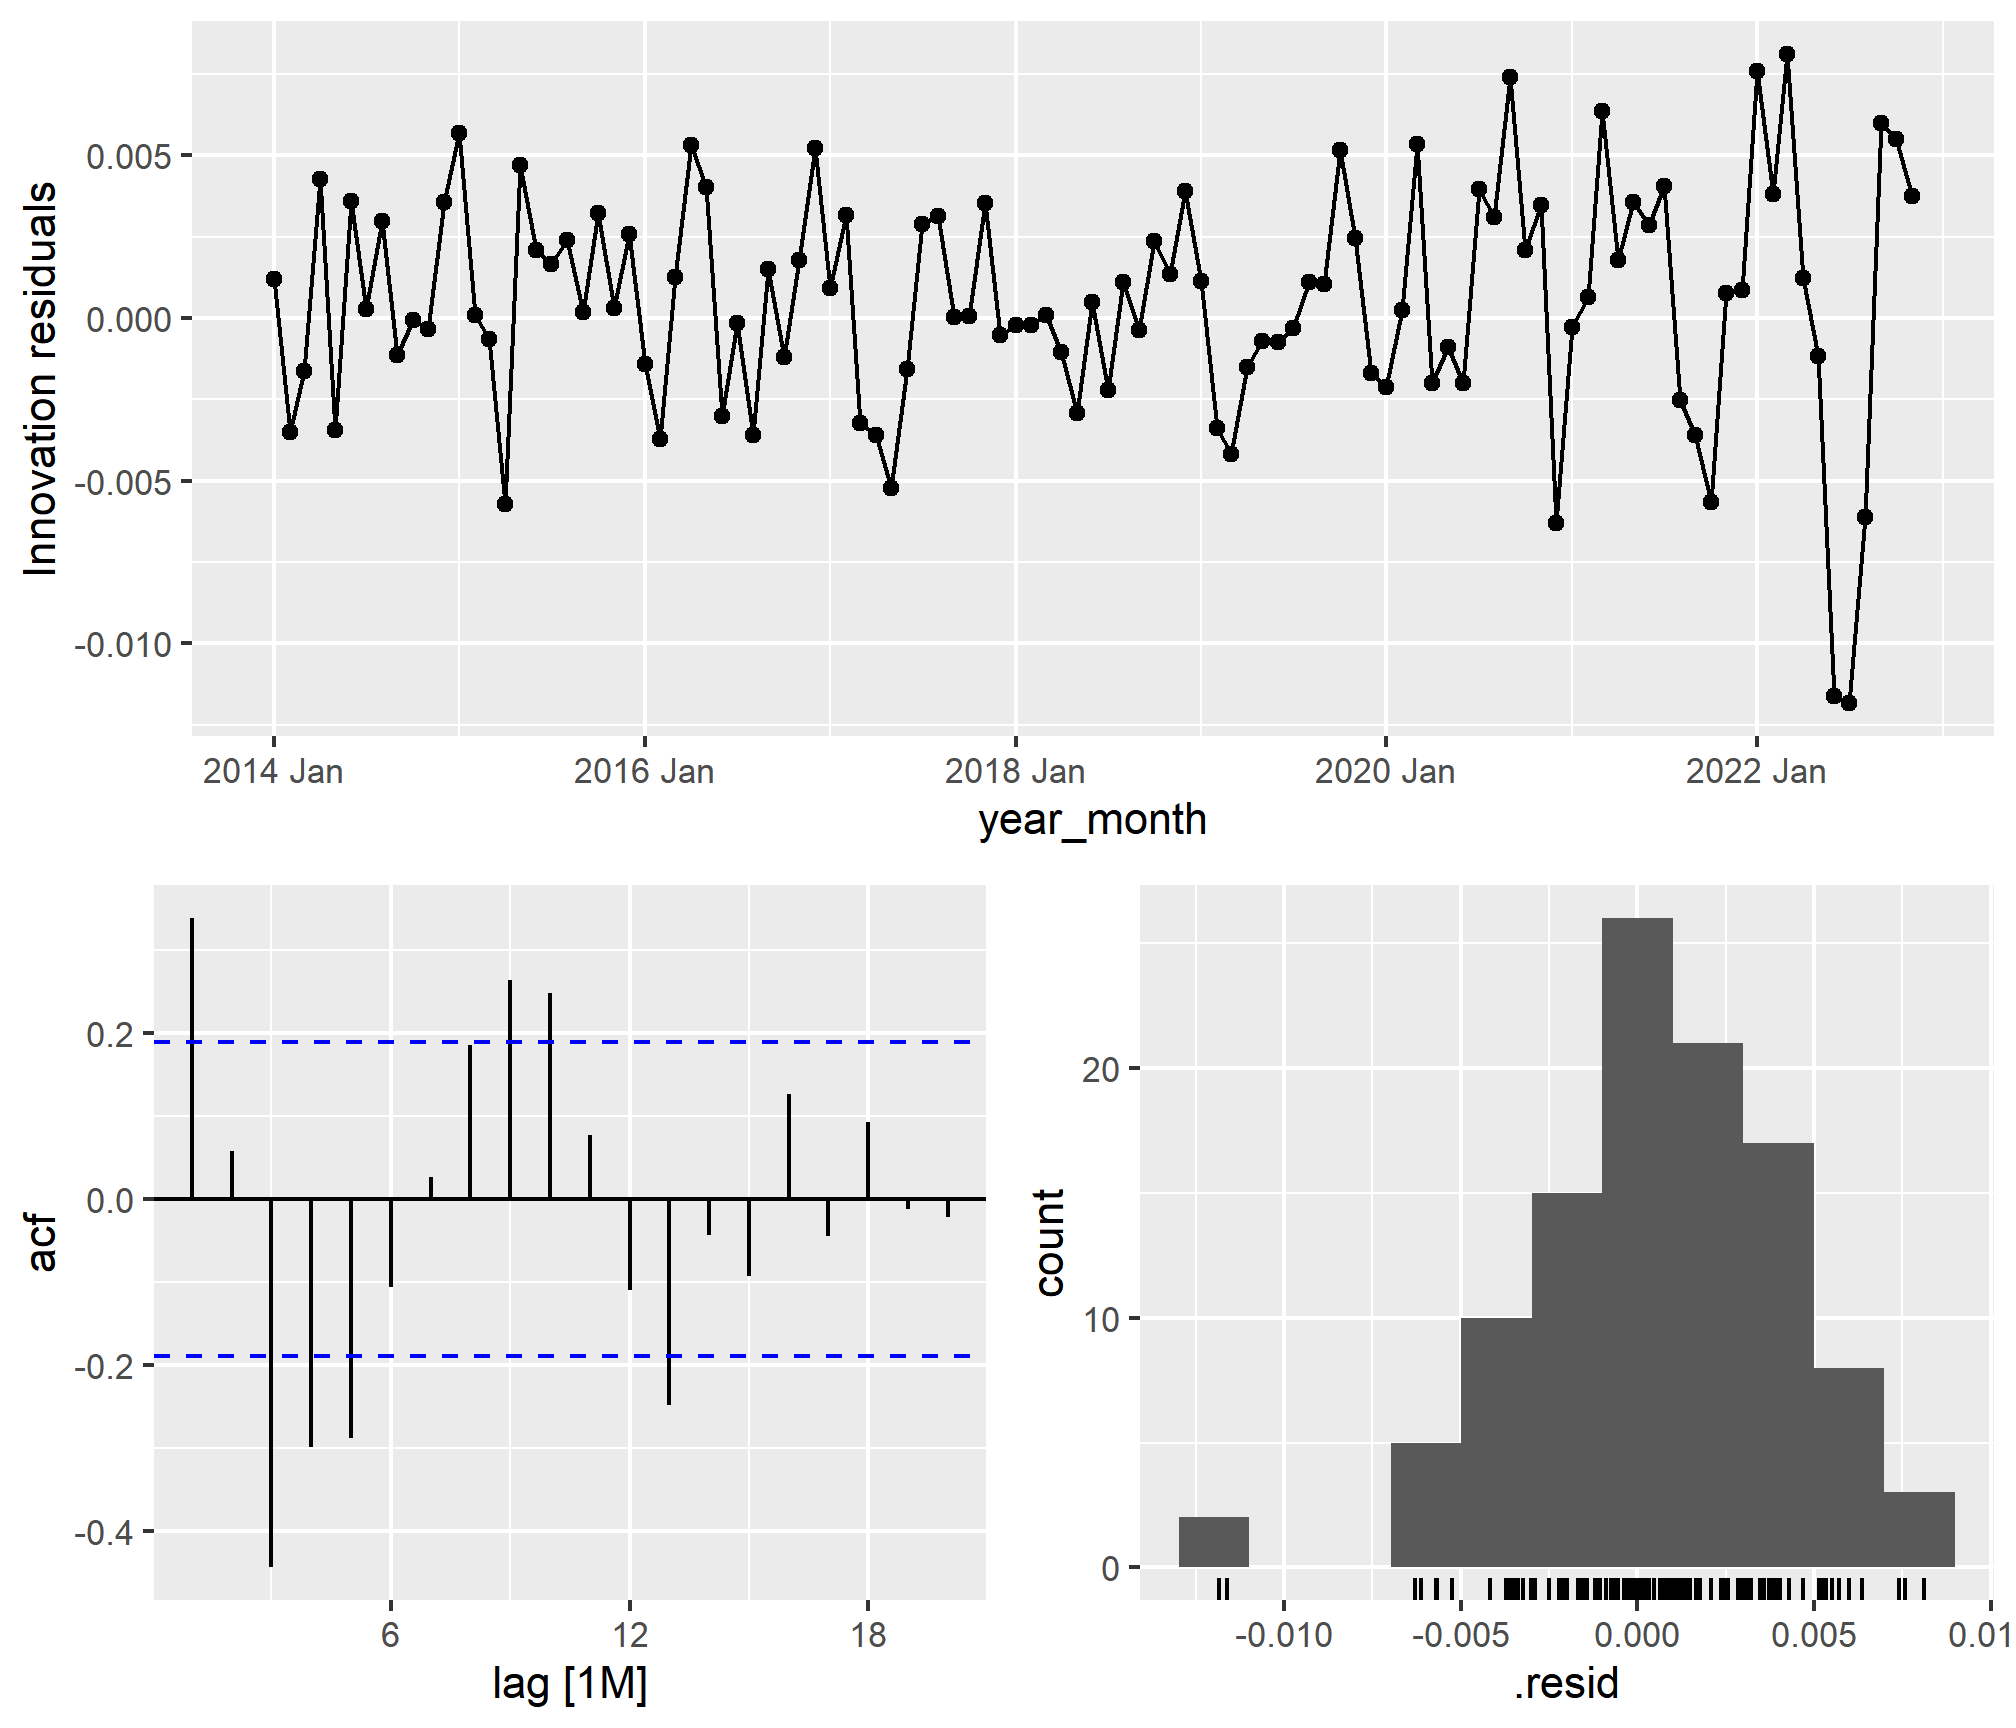 Innovation residuals
0.005
0.000
-0.005
-0.010
2014 Jan 2016 Jan 2018 Jan 2020 Jan 2022 Jan
year_month
acf
0.2
0.0
-0.2
-0.4
6 12 18
lag [1M]
count
20
10
0
-0.010 -0.005 0.000 0.005 0.01
.resid